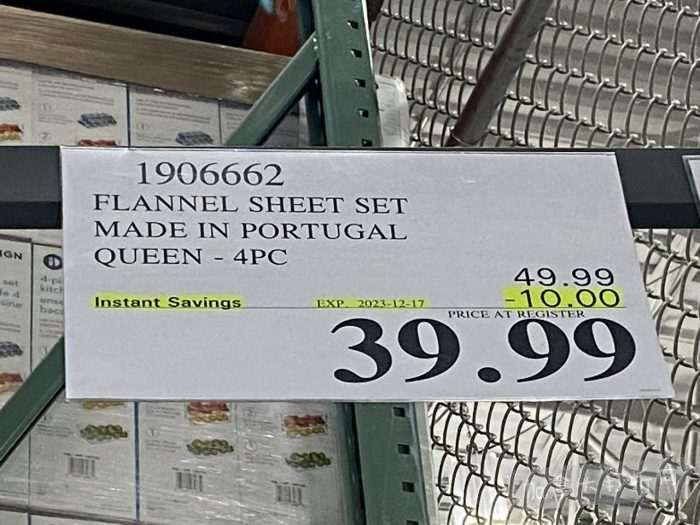 1906662
FLANNEL SHEET SET
MADE IN PORTUGAL
QUEEN - 4PC
49.99
Instant Savings EXP. 2023-12-17 -10.00
PRICE AT REGISTER
39.99